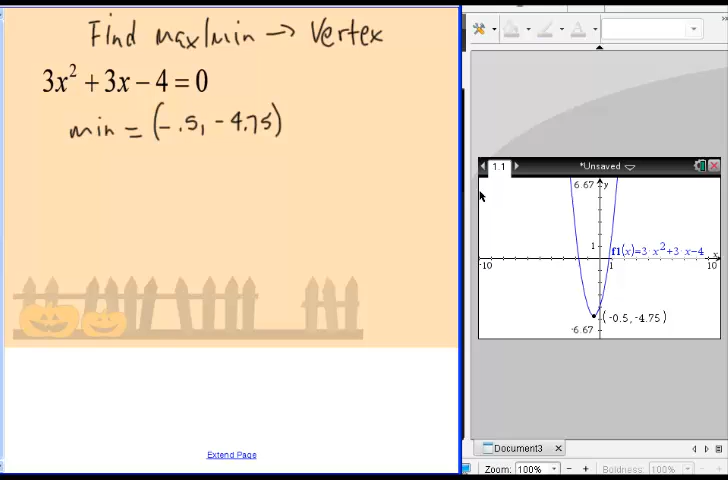 Find max/min → Vertex
3x² + 3x − 4 = 0
min = (-.5, -4.75)
Extend Page
A
1.1
*Unsaved
6.67 y
f1(x)=3·x²+3·x-4
1
x
-10
1
10
(-0.5, -4.75)
-6.67
Document3
Zoom: 100%
Boldness: 100%